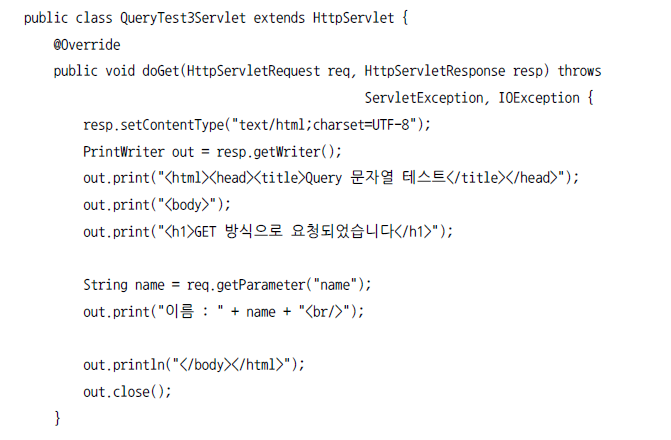 public class QueryTest3Servlet extends HttpServlet {
@Override
public void doGet(HttpServletRequest req, HttpServletResponse resp) throws
ServletException, IOException {
resp.setContentType("text/html;charset=UTF-8");
PrintWriter out = resp.getWriter();
out.print("<html><head><title>Query 문자열 테스트</title></head>");
out.print("<body>");
out.print("<h1>GET 방식으로 요청되었습니다</h1>");
String name = req.getParameter("name");
out.print("이름 : " + name + "<br/>");
out.println("</body></html>");
out.close();
}